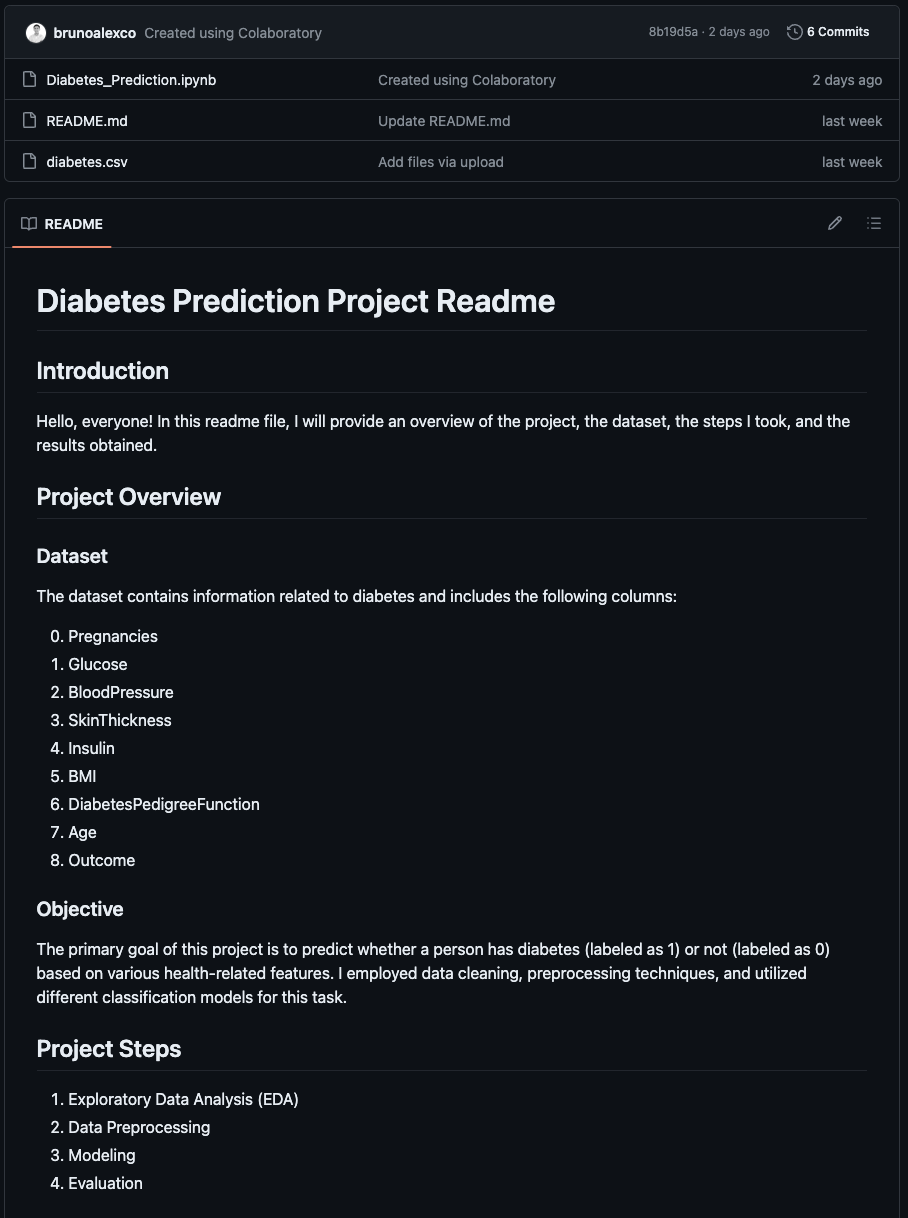 brunoalexco Created using Colaboratory 8b19d5a · 2 days ago 6 Commits
Diabetes_Prediction.ipynb Created using Colaboratory 2 days ago
README.md Update README.md last week
diabetes.csv Add files via upload last week
README
Diabetes Prediction Project Readme
Introduction
Hello, everyone! In this readme file, I will provide an overview of the project, the dataset, the steps I took, and the
results obtained.
Project Overview
Dataset
The dataset contains information related to diabetes and includes the following columns:
0. Pregnancies
1. Glucose
2. BloodPressure
3. SkinThickness
4. Insulin
5. BMI
6. DiabetesPedigreeFunction
7. Age
8. Outcome
Objective
The primary goal of this project is to predict whether a person has diabetes (labeled as 1) or not (labeled as 0)
based on various health-related features. I employed data cleaning, preprocessing techniques, and utilized
different classification models for this task.
Project Steps
1. Exploratory Data Analysis (EDA)
2. Data Preprocessing
3. Modeling
4. Evaluation